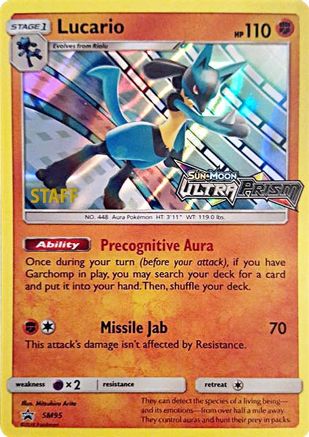 STAGE 1
Lucario
HP 110
Evolves from Riolu
STAFF
SUN & MOON
ULTRA PRISM
NO. 448 Aura Pokémon HT: 3'11" WT: 119.0 lbs.
Ability Precognitive Aura
Once during your turn (before your attack), if you have
Garchomp in play, you may search your deck for a card
and put it into your hand. Then, shuffle your deck.
Missile Jab 70
This attack's damage isn't affected by Resistance.
weakness ×2 resistance retreat
Illus. Mitsuhiro Arita
SM95
They can detect the species of a living being—
and its emotions—from over half a mile away.
They control auras and hunt their prey in packs.